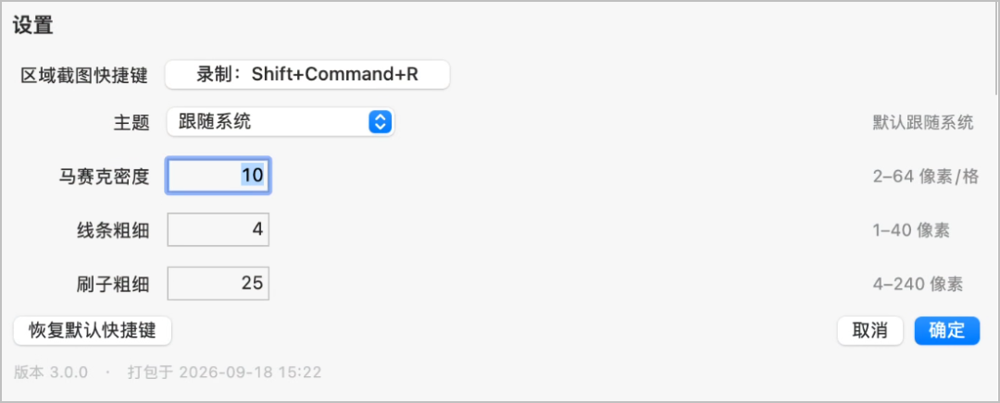 设置
区域截图快捷键 录制：Shift+Command+R
主题 跟随系统 默认跟随系统
马赛克密度 10 2–64 像素/格
线条粗细 4 1–40 像素
刷子粗细 25 4–240 像素
恢复默认快捷键 取消 确定
版本 3.0.0 · 打包于 2026-09-18 15:22